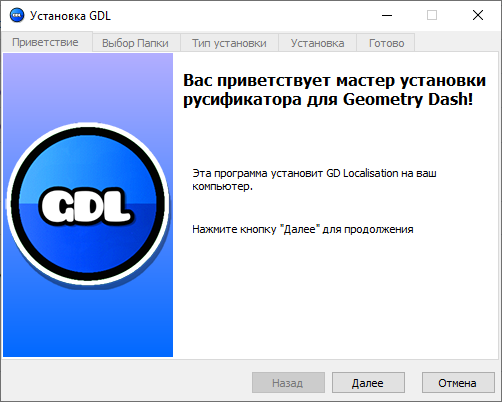 Установка GDL
Приветствие
Выбор Папки
Тип установки
Установка
Готово
Вас приветствует мастер установки
русификатора для Geometry Dash!
GDL
Эта программа установит GD Localisation на ваш
компьютер.
Нажмите кнопку "Далее" для продолжения
Назад
Далее
Отмена